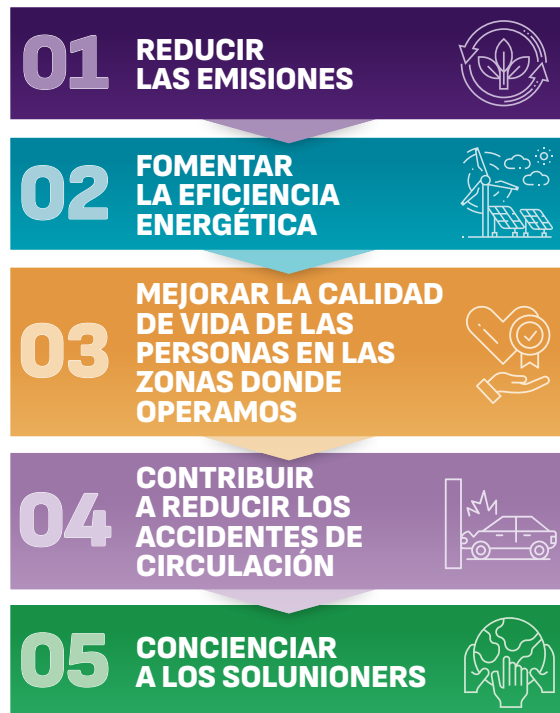 01
REDUCIR
LAS EMISIONES
02
FOMENTAR
LA EFICIENCIA
ENERGÉTICA
03
MEJORAR LA CALIDAD
DE VIDA DE LAS
PERSONAS EN LAS
ZONAS DONDE
OPERAMOS
04
CONTRIBUIR
A REDUCIR LOS
ACCIDENTES DE
CIRCULACIÓN
05
CONCIENCIAR
A LOS SOLUNIONERS